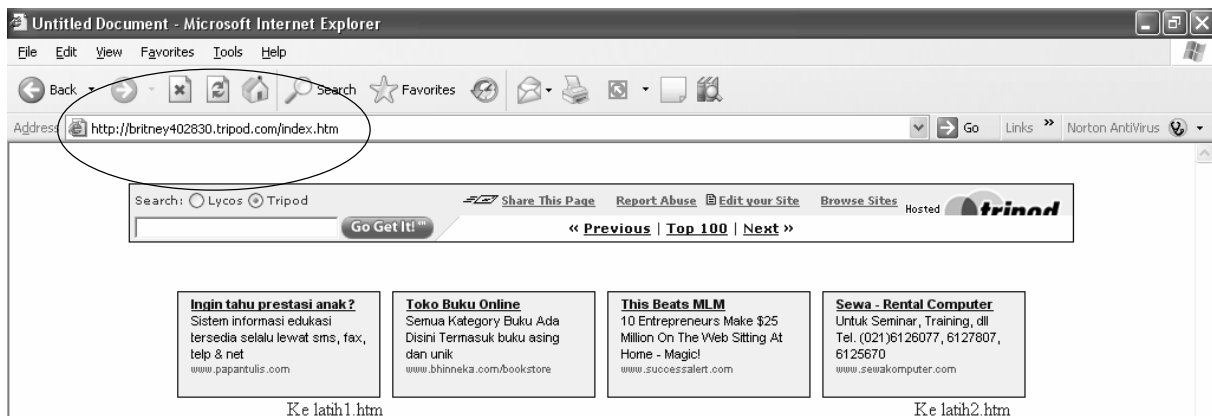 Untitled Document - Microsoft Internet Explorer
File Edit View Favorites Tools Help
Back Search Favorites
Address http://britney402830.tripod.com/index.htm Go Links » Norton AntiVirus
Search: Lycos Tripod Share This Page Report Abuse Edit your Site Browse Sites Hosted tripod
Go Get It! « Previous | Top 100 | Next »
Ingin tahu prestasi anak?
Sistem informasi edukasi
tersedia selalu lewat sms, fax,
telp & net
www.papantulis.com
Toko Buku Online
Semua Kategory Buku Ada
Disini Termasuk buku asing
dan unik
www.bhinneka.com/bookstore
This Beats MLM
10 Entrepreneurs Make $25
Million On The Web Sitting At
Home - Magic!
www.successalert.com
Sewa - Rental Computer
Untuk Seminar, Training, dll
Tel. (021)6126077, 6127807,
6125670
www.sewakomputer.com
Ke latih1.htm Ke latih2.htm